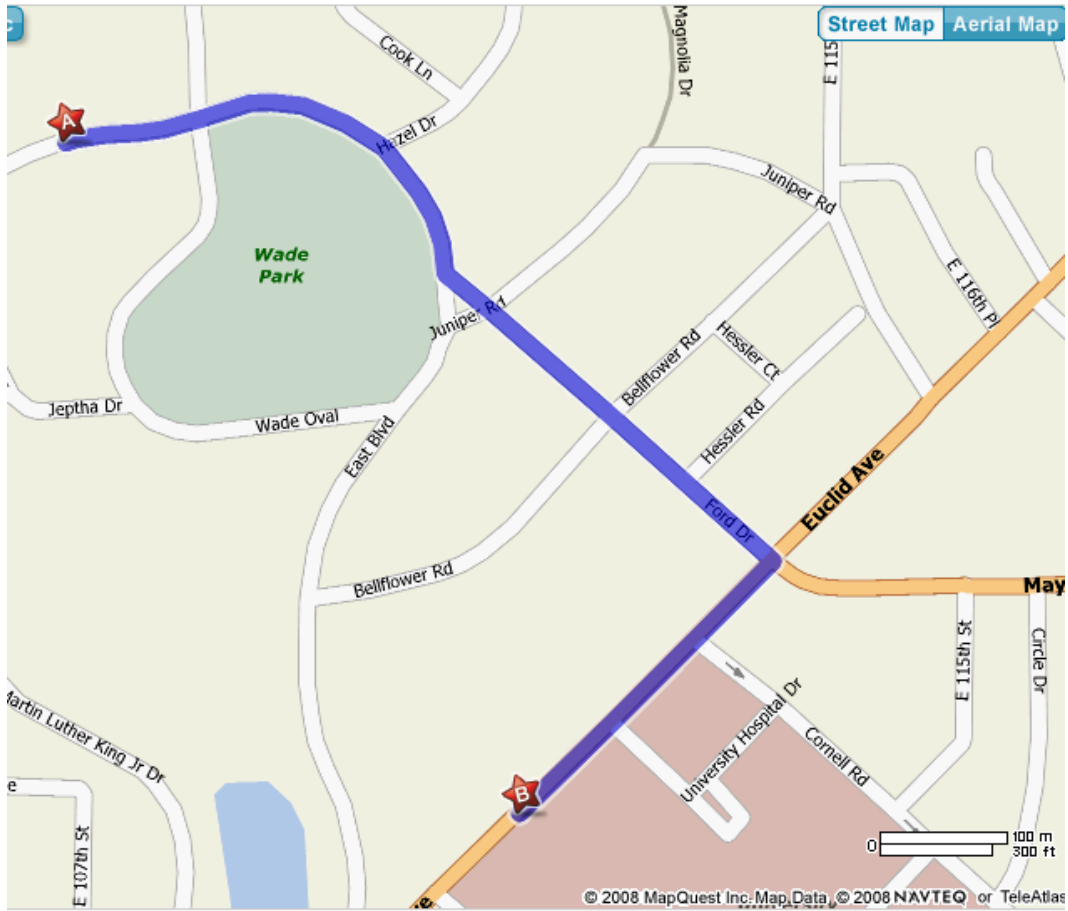 Street Map
Aerial Map
c
A
Cook Ln
Magnolia Dr
E 115
Hazel Dr
Juniper Rd
Wade
Park
E 116th Pl
Juniper Rd
Bellflower Rd
Hessler Ct
Jeptha Dr
Wade Oval
East Blvd
Hessler Rd
Euclid Ave
Ford Dr
Bellflower Rd
May
E 115th St
Circle Dr
Martin Luther King Jr Dr
University Hospital Dr
Cornell Rd
B
e
E 107th St
0
100 m
300 ft
ve
© 2008 MapQuest Inc. Map Data, © 2008 NAVTEQ or TeleAtlas